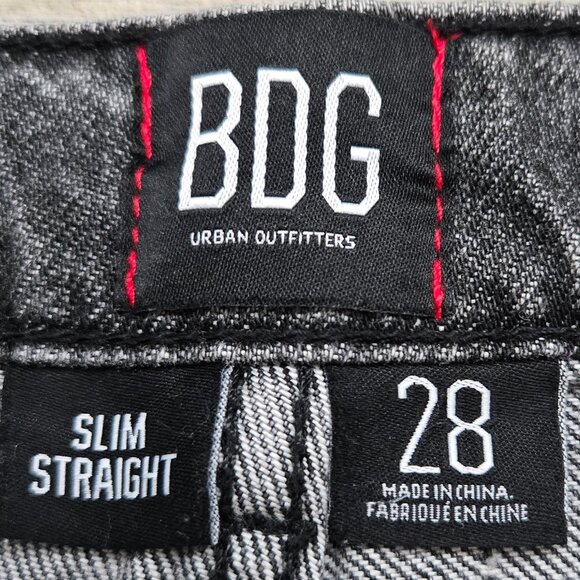 BDG
URBAN OUTFITTERS
SLIM
STRAIGHT
28
MADE IN CHINA.
FABRIQUÉ EN CHINE